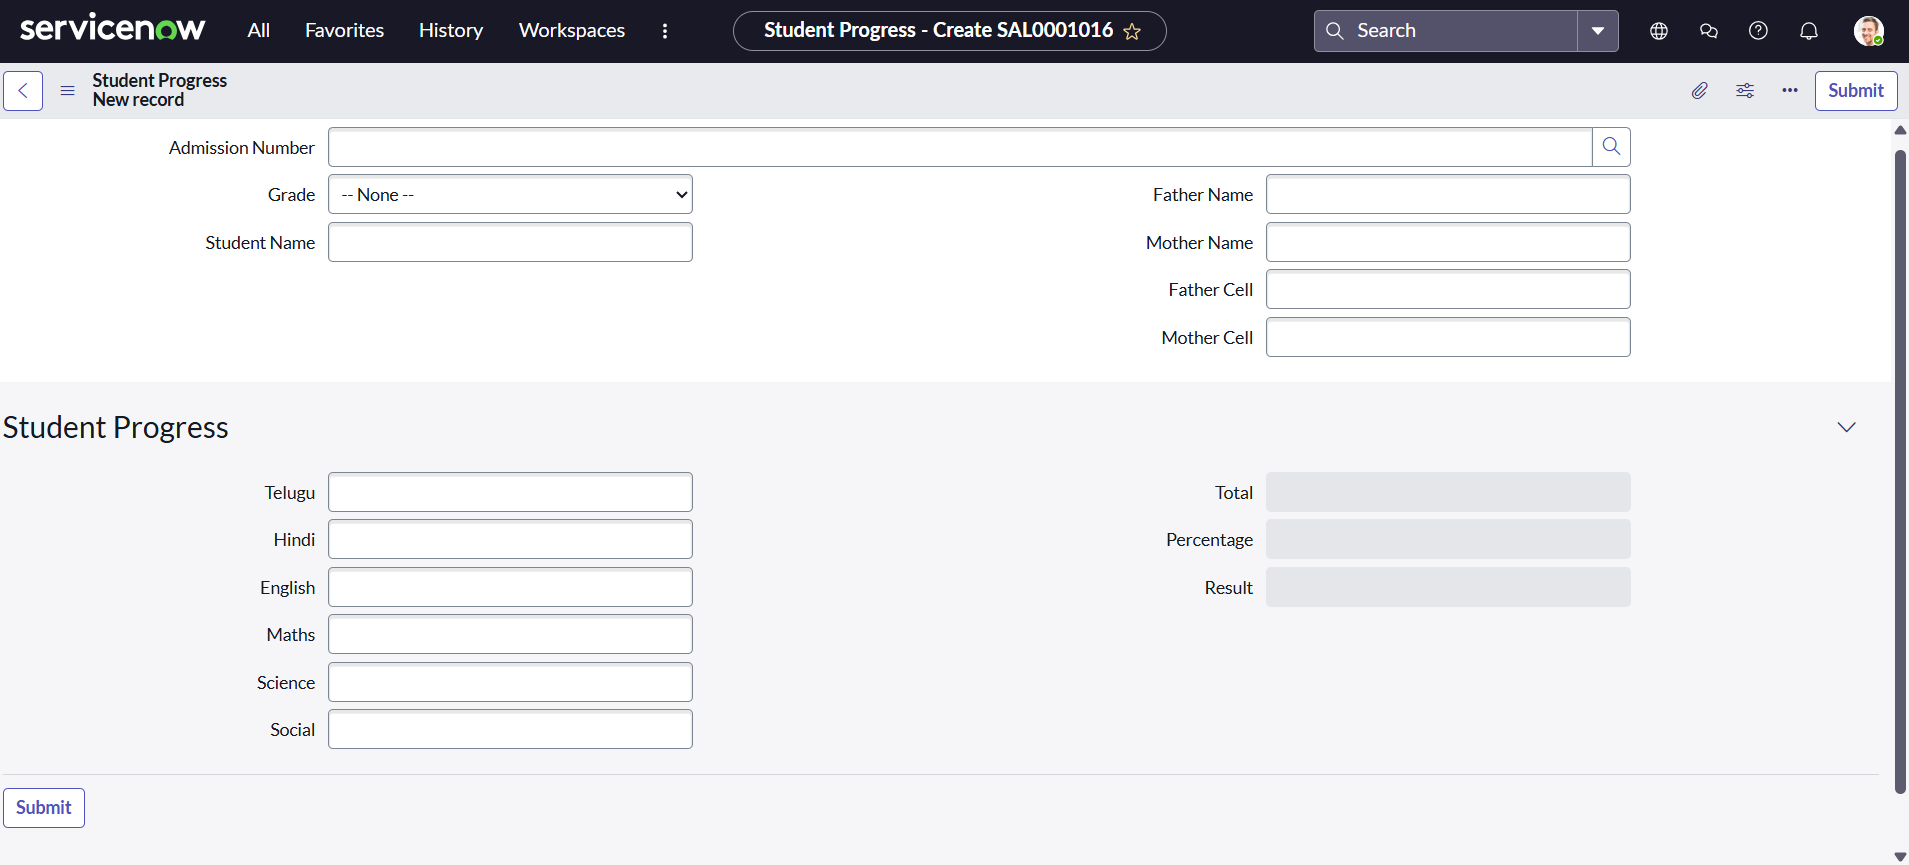 servicenow All Favorites History Workspaces Student Progress - Create SAL0001016 Search
Student Progress
New record
Submit
Admission Number
Grade -- None -- Father Name
Student Name Mother Name
Father Cell
Mother Cell
Student Progress
Telugu Total
Hindi Percentage
English Result
Maths
Science
Social
Submit